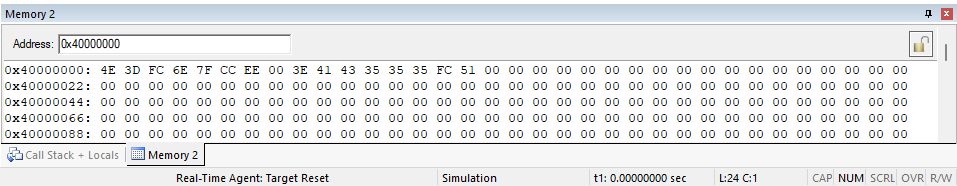 Memory 2
Address: 0x40000000
0x40000000: 4E 3D FC 6E 7F CC EE 00 3E 41 43 35 35 35 FC 51 00 00 00 00 00 00 00 00 00 00 00 00 00 00 00 00 00 00
0x40000022: 00 00 00 00 00 00 00 00 00 00 00 00 00 00 00 00 00 00 00 00 00 00 00 00 00 00 00 00 00 00 00 00 00 00
0x40000044: 00 00 00 00 00 00 00 00 00 00 00 00 00 00 00 00 00 00 00 00 00 00 00 00 00 00 00 00 00 00 00 00 00 00
0x40000066: 00 00 00 00 00 00 00 00 00 00 00 00 00 00 00 00 00 00 00 00 00 00 00 00 00 00 00 00 00 00 00 00 00 00
0x40000088: 00 00 00 00 00 00 00 00 00 00 00 00 00 00 00 00 00 00 00 00 00 00 00 00 00 00 00 00 00 00 00 00 00 00
Call Stack + Locals Memory 2
Real-Time Agent: Target Reset Simulation t1: 0.00000000 sec L:24 C:1 CAP NUM SCRL OVR R/W